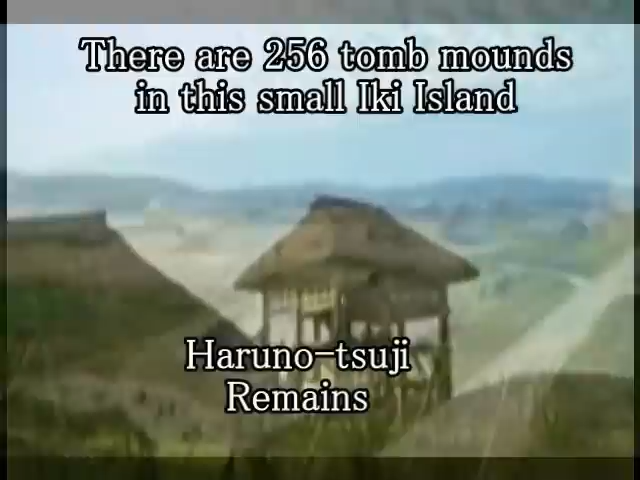 There are 256 tomb mounds
in this small Iki Island
Haruno-tsuji
Remains